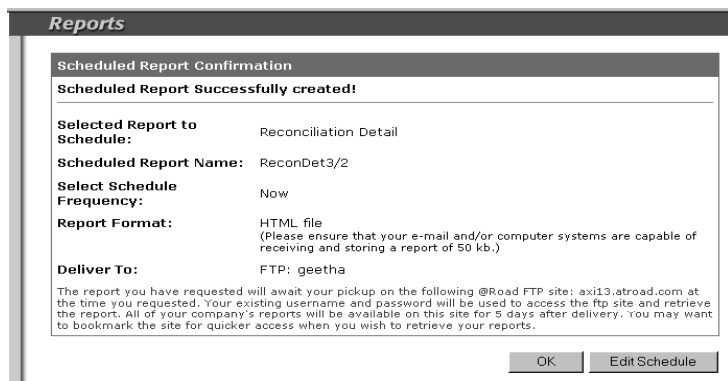 Reports
Scheduled Report Confirmation
Scheduled Report Successfully created!
Selected Report to Schedule: Reconciliation Detail
Scheduled Report Name: ReconDet3/2
Select Schedule Frequency: Now
Report Format: HTML file
(Please ensure that your e-mail and/or computer systems are capable of
receiving and storing a report of 50 kb.)
Deliver To: FTP: geetha
The report you have requested will await your pickup on the following @Road FTP site: axi13.atroad.com at
the time you requested. Your existing username and password will be used to access the ftp site and retrieve
the report. All of your company's reports will be available on this site for 5 days after delivery. You may want
to bookmark the site for quicker access when you wish to retrieve your reports.
OK Edit Schedule